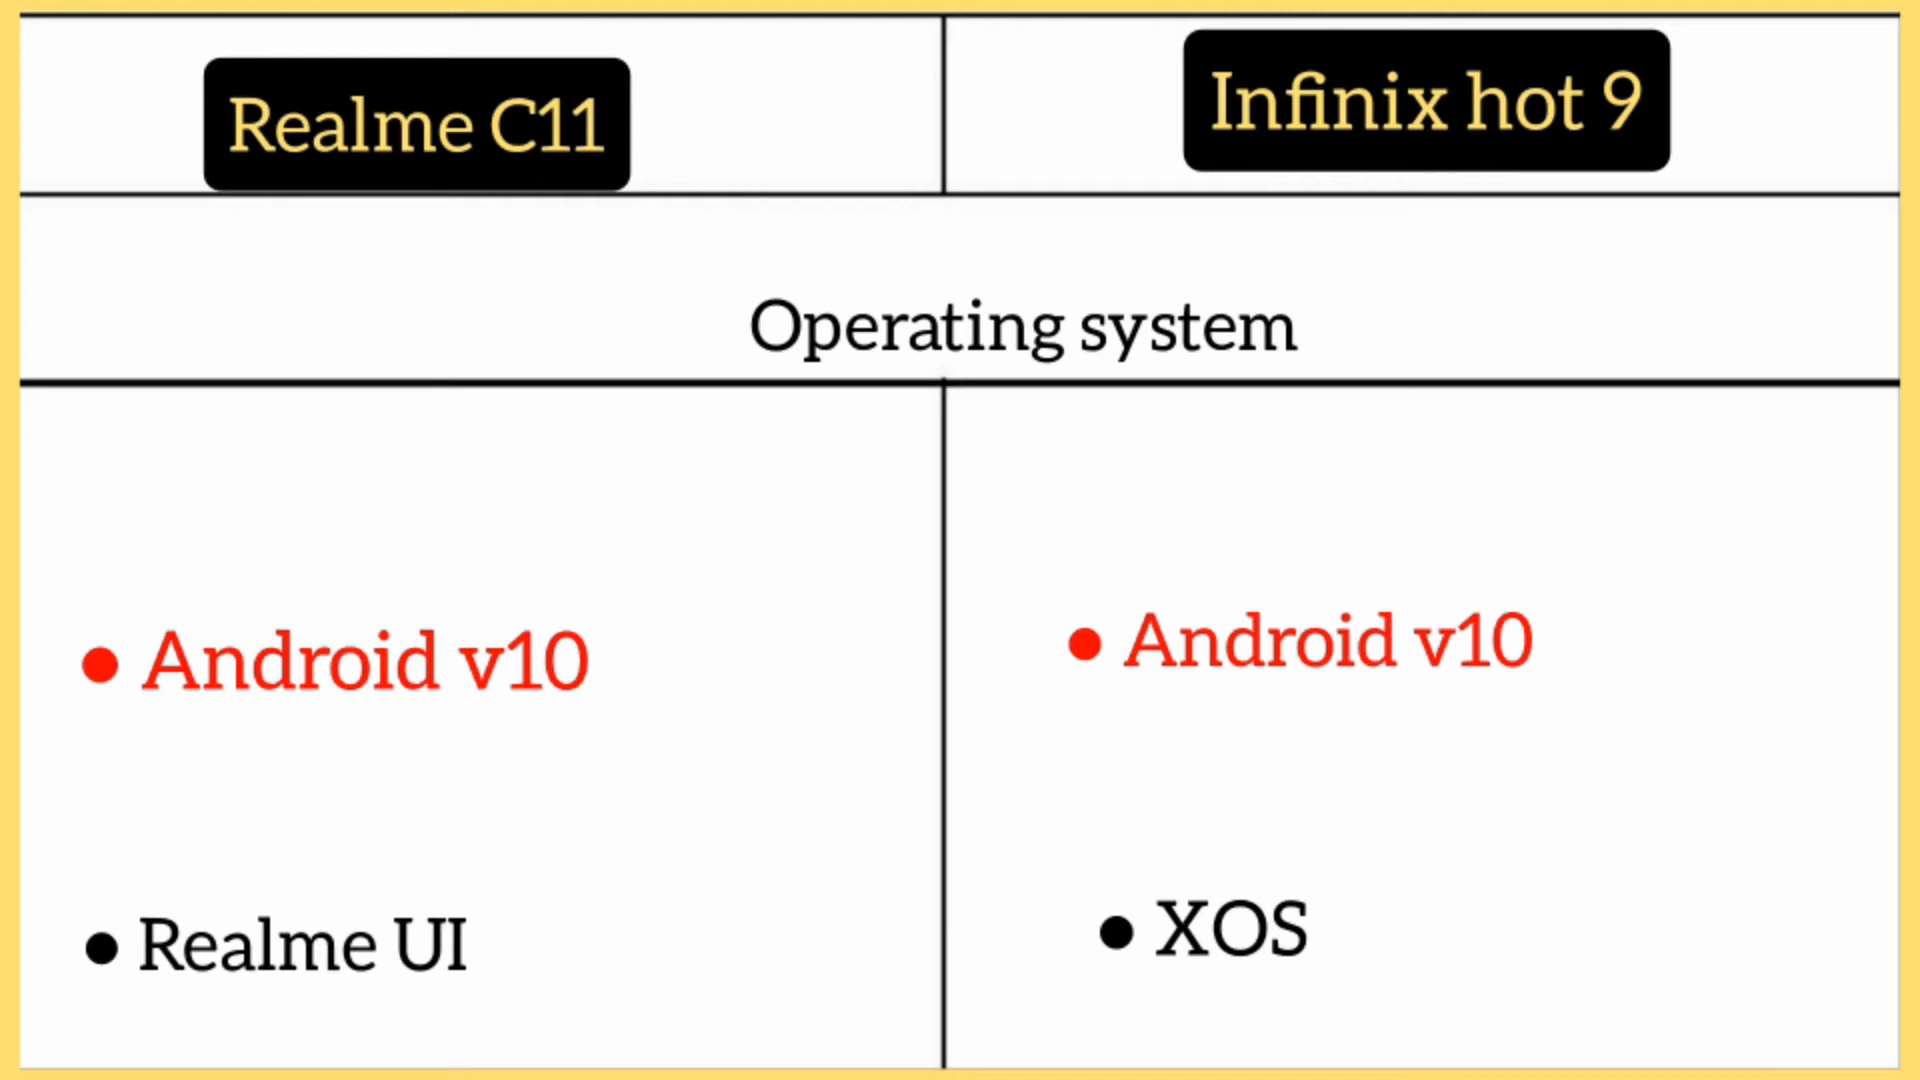 Realme C11
Infinix hot 9
Operating system
• Android v10
• Android v10
• Realme UI
• XOS